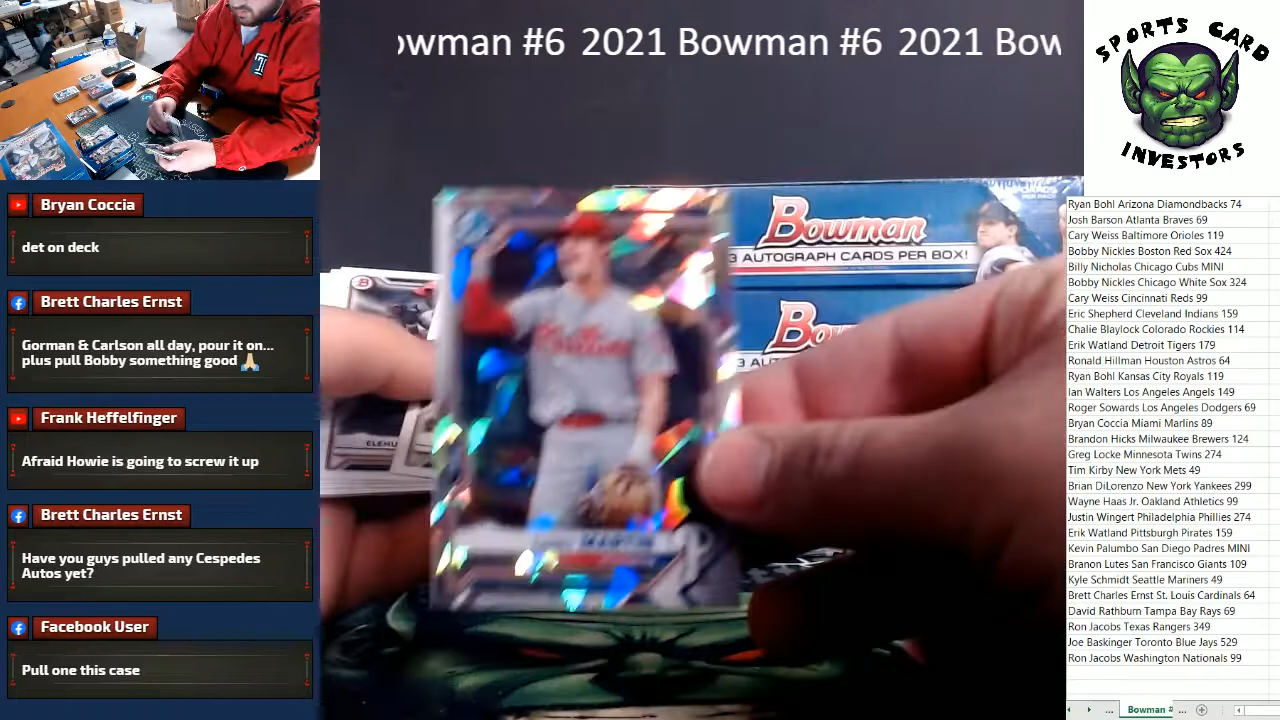 owman #6 2021 Bowman #6 2021 Bow
SPORTS CARD
INVESTORS
T
Bryan Coccia
det on deck
Brett Charles Ernst
Gorman & Carlson all day, pour it on...
plus pull Bobby something good 🙏
Frank Heffelfinger
Afraid Howie is going to screw it up
Brett Charles Ernst
Have you guys pulled any Cespedes
Autos yet?
Facebook User
Pull one this case
Bowman
3 AUTOGRAPH CARDS PER BOX!
Bow
3 AUTOG
Phillies
MARTIN
ELEHU
Ryan Bohl Arizona Diamondbacks 74
Josh Barson Atlanta Braves 69
Cary Weiss Baltimore Orioles 119
Bobby Nickles Boston Red Sox 424
Billy Nicholas Chicago Cubs MINI
Bobby Nickles Chicago White Sox 324
Cary Weiss Cincinnati Reds 99
Eric Shepherd Cleveland Indians 159
Chalie Blaylock Colorado Rockies 114
Erik Watland Detroit Tigers 179
Ronald Hillman Houston Astros 64
Ryan Bohl Kansas City Royals 119
Ian Walters Los Angeles Angels 149
Roger Sowards Los Angeles Dodgers 69
Bryan Coccia Miami Marlins 89
Brandon Hicks Milwaukee Brewers 124
Greg Locke Minnesota Twins 274
Tim Kirby New York Mets 49
Brian DiLorenzo New York Yankees 299
Wayne Haas Jr. Oakland Athletics 99
Justin Wingert Philadelphia Phillies 274
Erik Watland Pittsburgh Pirates 159
Kevin Palumbo San Diego Padres MINI
Branon Lutes San Francisco Giants 109
Kyle Schmidt Seattle Mariners 49
Brett Charles Ernst St. Louis Cardinals 64
David Rathburn Tampa Bay Rays 69
Ron Jacobs Texas Rangers 349
Joe Baskinger Toronto Blue Jays 529
Ron Jacobs Washington Nationals 99
... Bowman # ...